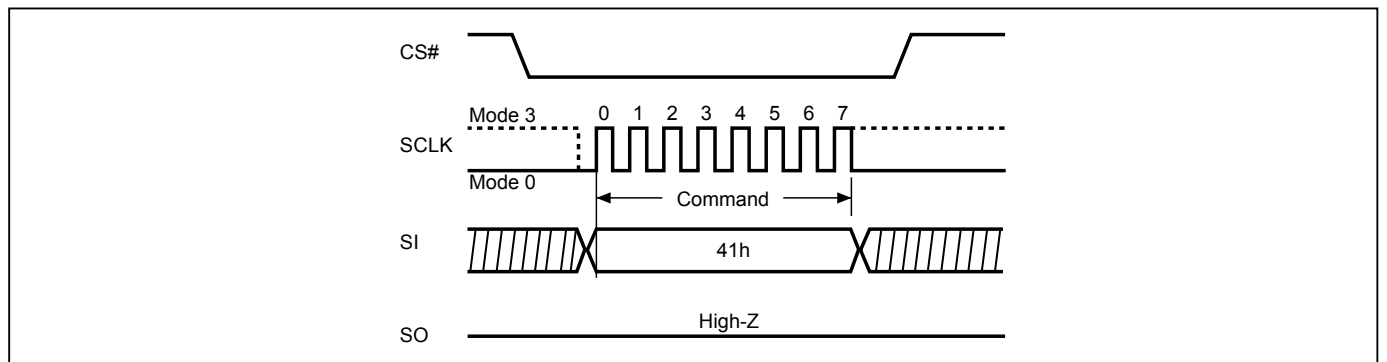 CS#
Mode 3
0 1 2 3 4 5 6 7
SCLK
Mode 0
Command
SI
41h
High-Z
SO